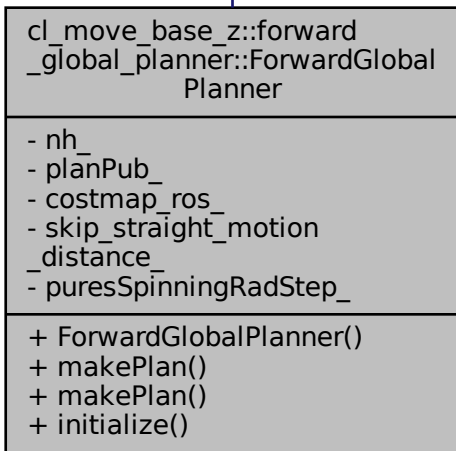 cl_move_base_z::forward
_global_planner::ForwardGlobal
Planner
- nh_
- planPub_
- costmap_ros_
- skip_straight_motion
_distance_
- puresSpinningRadStep_
+ ForwardGlobalPlanner()
+ makePlan()
+ makePlan()
+ initialize()